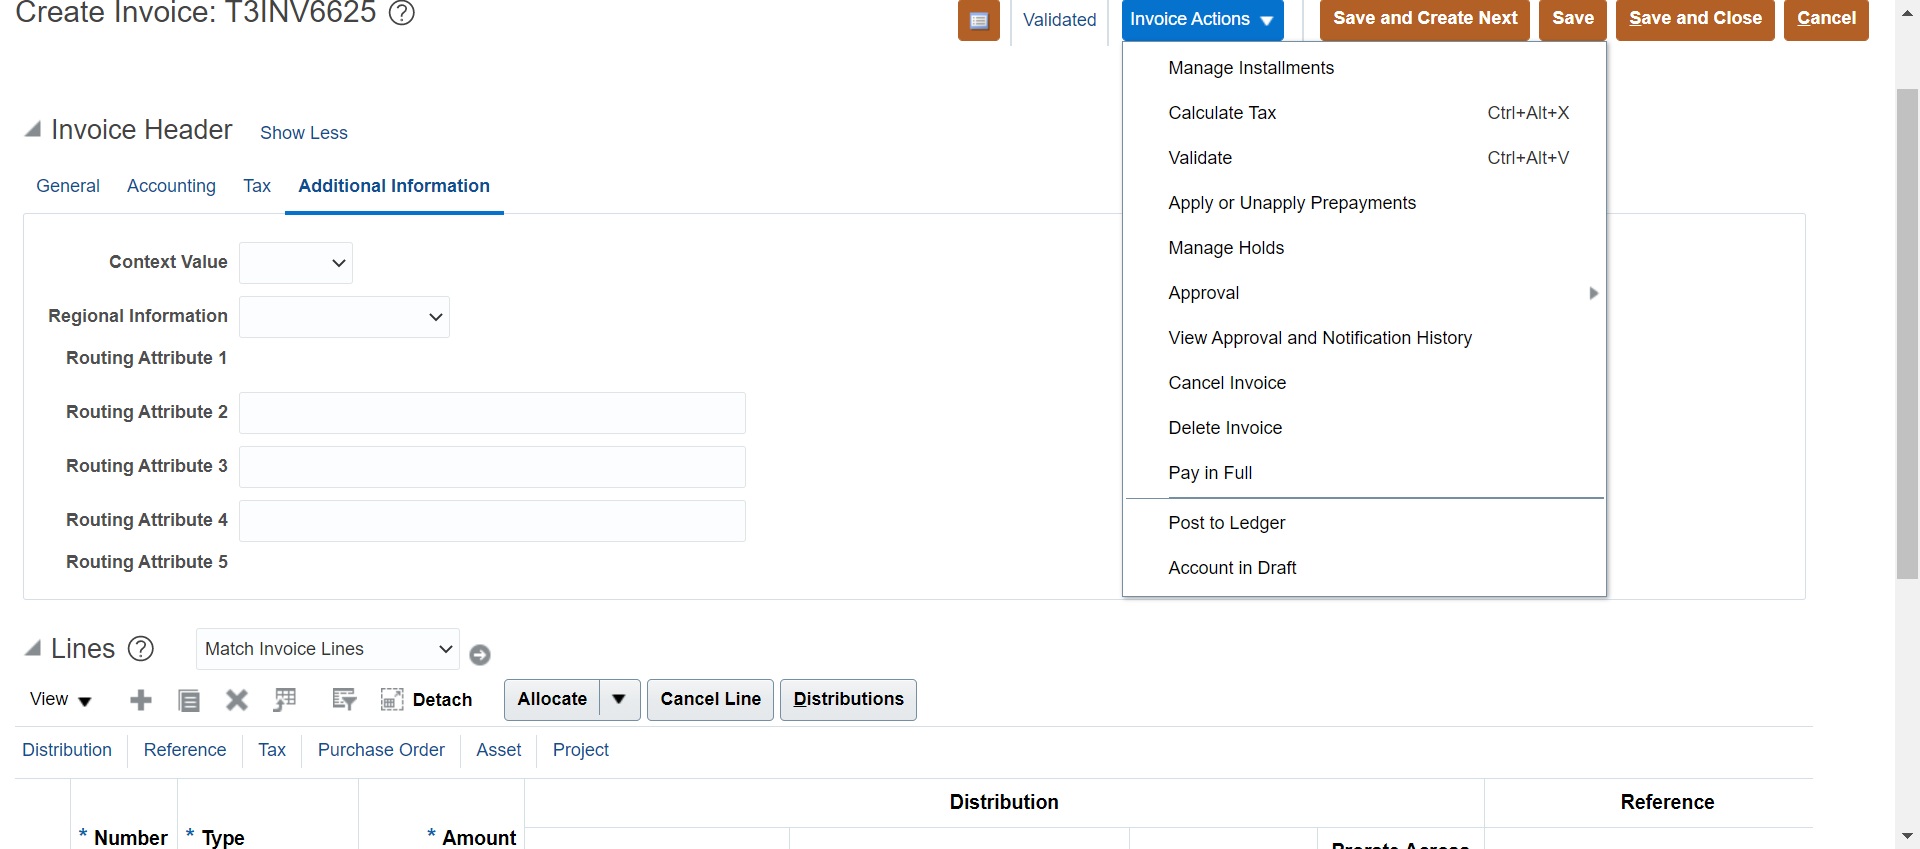 Create Invoice: T3INV6625 ?
Validated
Invoice Actions
Save and Create Next
Save
Save and Close
Cancel
Manage Installments
Calculate Tax Ctrl+Alt+X
Validate Ctrl+Alt+V
Apply or Unapply Prepayments
Manage Holds
Approval
View Approval and Notification History
Cancel Invoice
Delete Invoice
Pay in Full
Post to Ledger
Account in Draft
Invoice Header Show Less
General Accounting Tax Additional Information
Context Value
Regional Information
Routing Attribute 1
Routing Attribute 2
Routing Attribute 3
Routing Attribute 4
Routing Attribute 5
Lines ? Match Invoice Lines
View Detach Allocate Cancel Line Distributions
Distribution Reference Tax Purchase Order Asset Project
Distribution Reference
* Number * Type * Amount
Prorate Across